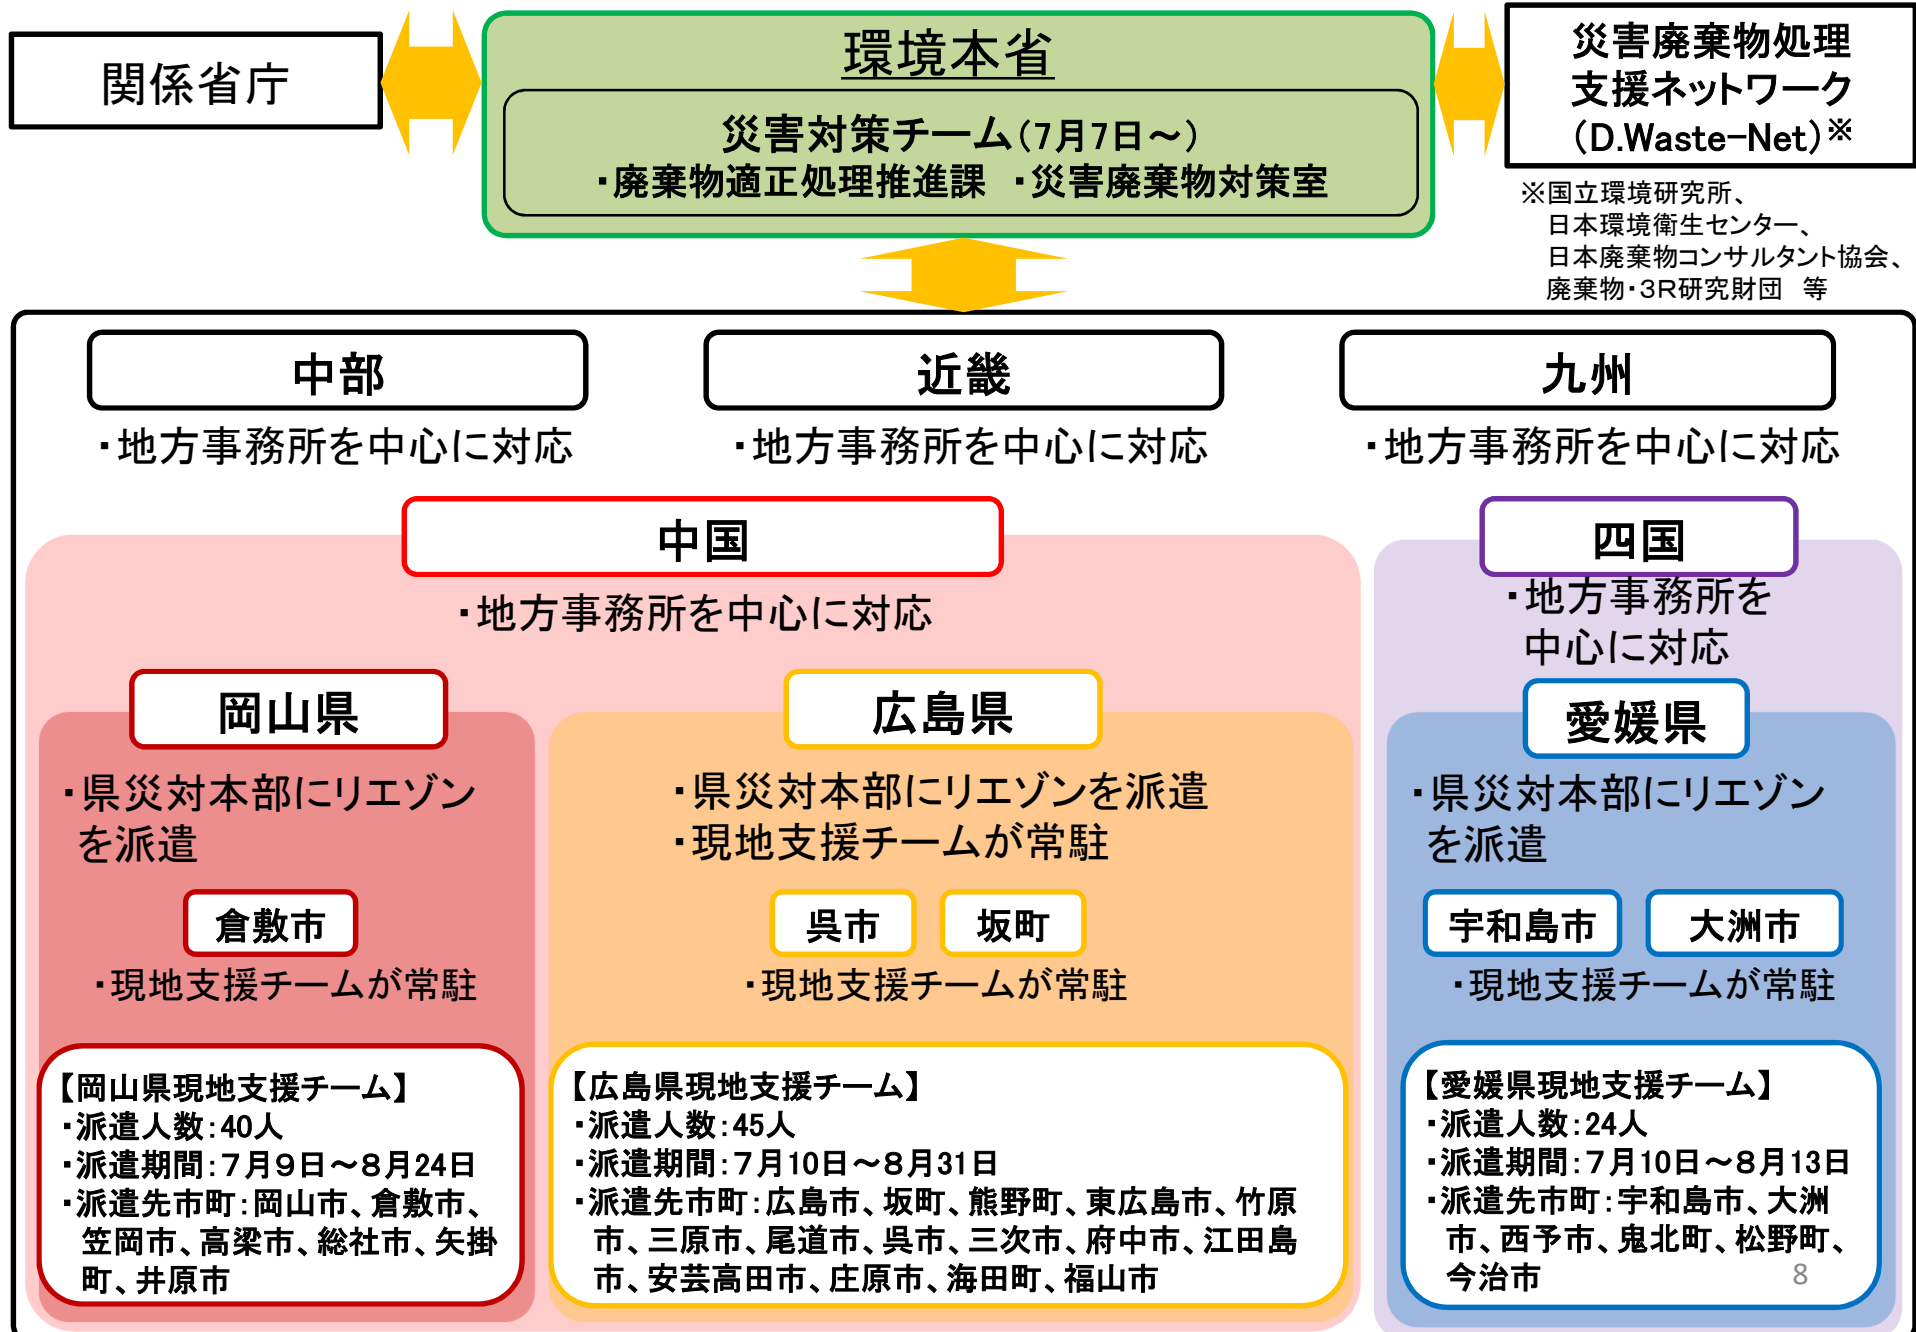 関係省庁
環境本省
災害対策チーム(7月7日～)
・廃棄物適正処理推進課 ・災害廃棄物対策室
災害廃棄物処理
支援ネットワーク
(D.Waste-Net)※
※国立環境研究所、
日本環境衛生センター、
日本廃棄物コンサルタント協会、
廃棄物・3R研究財団 等
中部
・地方事務所を中心に対応
近畿
・地方事務所を中心に対応
九州
・地方事務所を中心に対応
中国
・地方事務所を中心に対応
四国
・地方事務所を
中心に対応
岡山県
・県災対本部にリエゾン
を派遣
倉敷市
・現地支援チームが常駐
【岡山県現地支援チーム】
・派遣人数:40人
・派遣期間:7月9日～8月24日
・派遣先市町:岡山市、倉敷市、
笠岡市、高梁市、総社市、矢掛
町、井原市
広島県
・県災対本部にリエゾンを派遣
・現地支援チームが常駐
呉市 坂町
・現地支援チームが常駐
【広島県現地支援チーム】
・派遣人数:45人
・派遣期間:7月10日～8月31日
・派遣先市町:広島市、坂町、熊野町、東広島市、竹原
市、三原市、尾道市、呉市、三次市、府中市、江田島
市、安芸高田市、庄原市、海田町、福山市
愛媛県
・県災対本部にリエゾン
を派遣
宇和島市 大洲市
・現地支援チームが常駐
【愛媛県現地支援チーム】
・派遣人数:24人
・派遣期間:7月10日～8月13日
・派遣先市町:宇和島市、大洲
市、西予市、鬼北町、松野町、
今治市
8